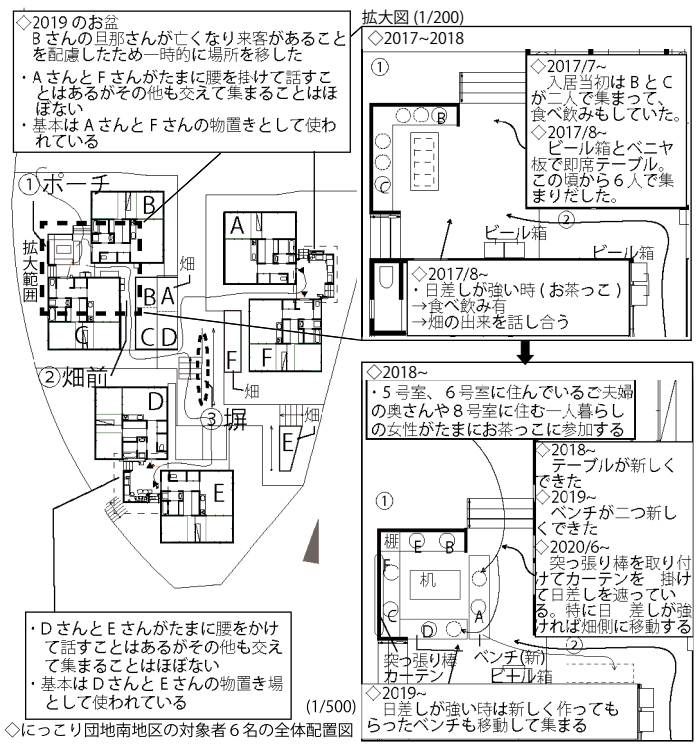 ◇2019 のお盆
Bさんの旦那さんが亡くなり来客があること
を配慮したため一時的に場所を移した
・AさんとFさんがたまに腰を掛けて話すこ
とはあるがその他も交えて集まることはほ
ぼない
・基本はAさんとFさんの物置きとして使わ
れている
①ポーチ
拡大範囲
B
A
C
B
A
畑
C
D
F
F
畑
②畑前
③塀
D
E
E
畑
・DさんとEさんがたまに腰をかけ
て話すことはあるがその他も交え
て集まることはほぼない
・基本はDさんとEさんの物置き場
として使われている
(1/500)
◇にっこり団地南地区の対象者6名の全体配置図
拡大図 (1/200)
◇2017~2018
①
◇2017/7~
入居当初はBとC
が二人で集まって、
食べ飲みもしていた。
◇2017/8~
ビール箱とベニヤ
板で即席テーブル。
この頃から6人で集
まりだした。
B
C
②
ビール箱
ビール箱
◇2017/8~
・日差しが強い時 ( お茶っこ )
→食べ飲み有
→畑の出来を話し合う
◇2018~
・5号室、6号室に住んでいるご夫婦
の奥さんや8号室に住む一人暮らし
の女性がたまにお茶っこに参加する
◇2018~
テーブルが新しく
できた
◇2019~
ベンチが二つ新し
くできた
◇2020/6~
突っ張り棒を取り付
けてカーテンを 掛け
て日差しを遮ってい
る。特に日 差しが強
ければ畑側に移動する
①
棚
E
B
F
机
C
A
D
②
突っ張り棒
カーテン
ベンチ(新)
ビール箱
◇2019~
日差しが強い時は新しく作っても
らったベンチも移動して集まる